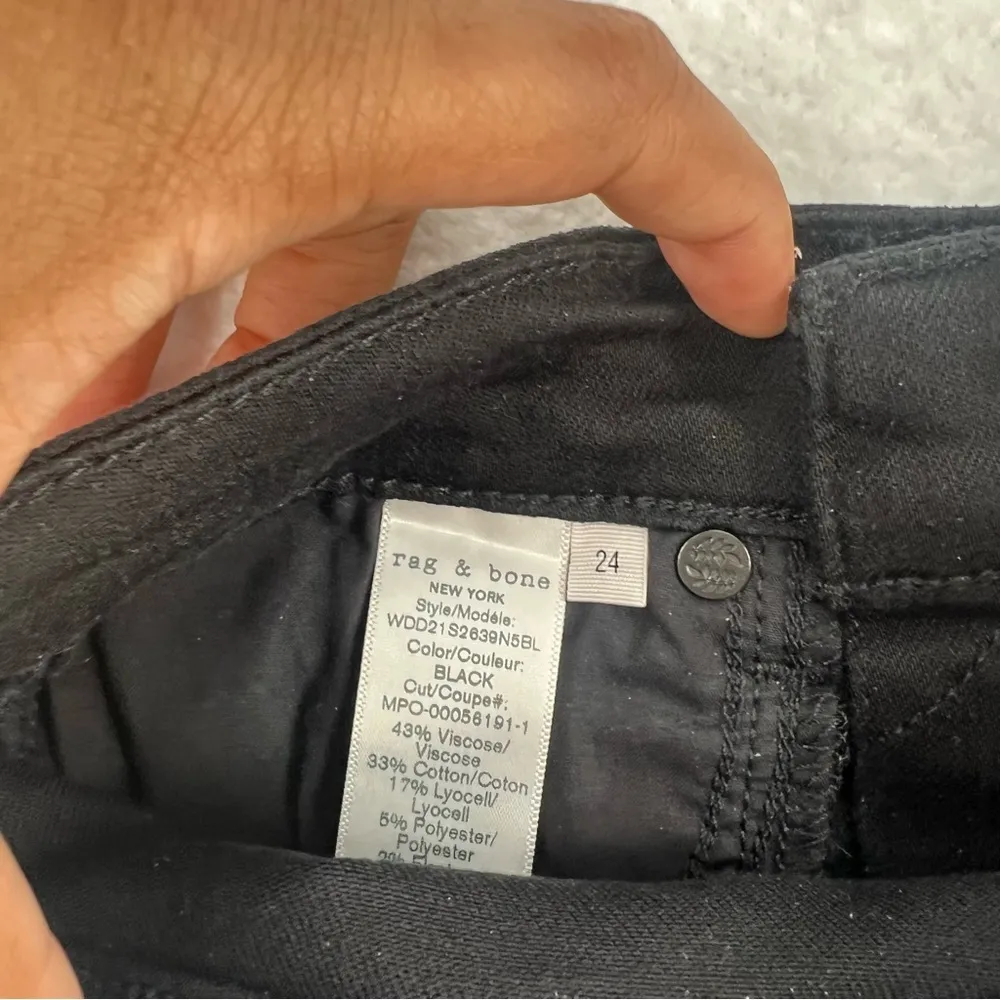 rag & bone
NEW YORK
Style/Modéle:
WDD21S2639N5BL
Color/Couleur:
BLACK
Cut/Coupe#:
MPO-00056191-1
43% Viscose/
Viscose
33% Cotton/Coton
17% Lyocell/
Lyocell
5% Polyester/
Polyester
24